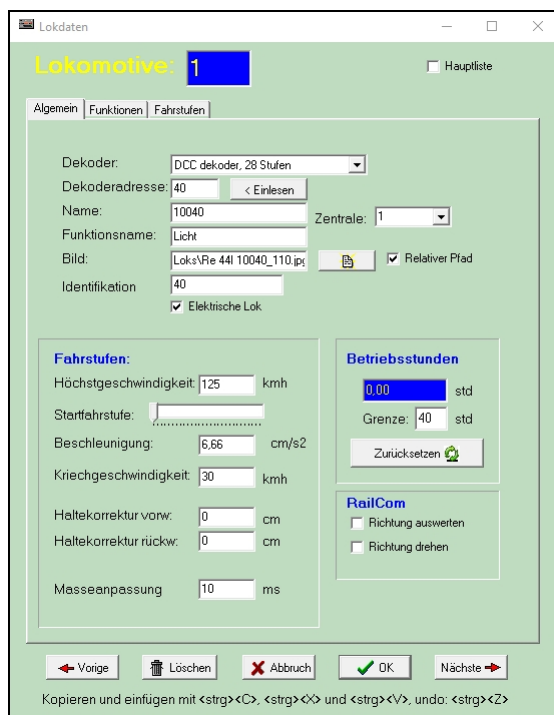 Lokdaten
Lokomotive: 1
Hauptliste
Algemein Funktionen Fahrstufen
Dekoder: DCC dekoder, 28 Stufen
Dekoderadresse: 40 < Einlesen
Name: 10040
Zentrale: 1
Funktionsname: Licht
Bild: Loks\Re 44I 10040_110.jpg Relativer Pfad
Identifikation 40
Elektrische Lok
Fahrstufen:
Höchstgeschwindigkeit: 125 kmh
Startfahrstufe:
Beschleunigung: 6,66 cm/s2
Kriechgeschwindigkeit: 30 kmh
Haltekorrektur vorw: 0 cm
Haltekorrektur rückw: 0 cm
Masseanpassung 10 ms
Betriebsstunden
0,00 std
Grenze: 40 std
Zurücksetzen
RailCom
Richtung auswerten
Richtung drehen
Vorige Löschen Abbruch OK Nächste
Kopieren und einfügen mit <strg><C>, <strg><X> und <strg><V>, undo: <strg><Z>